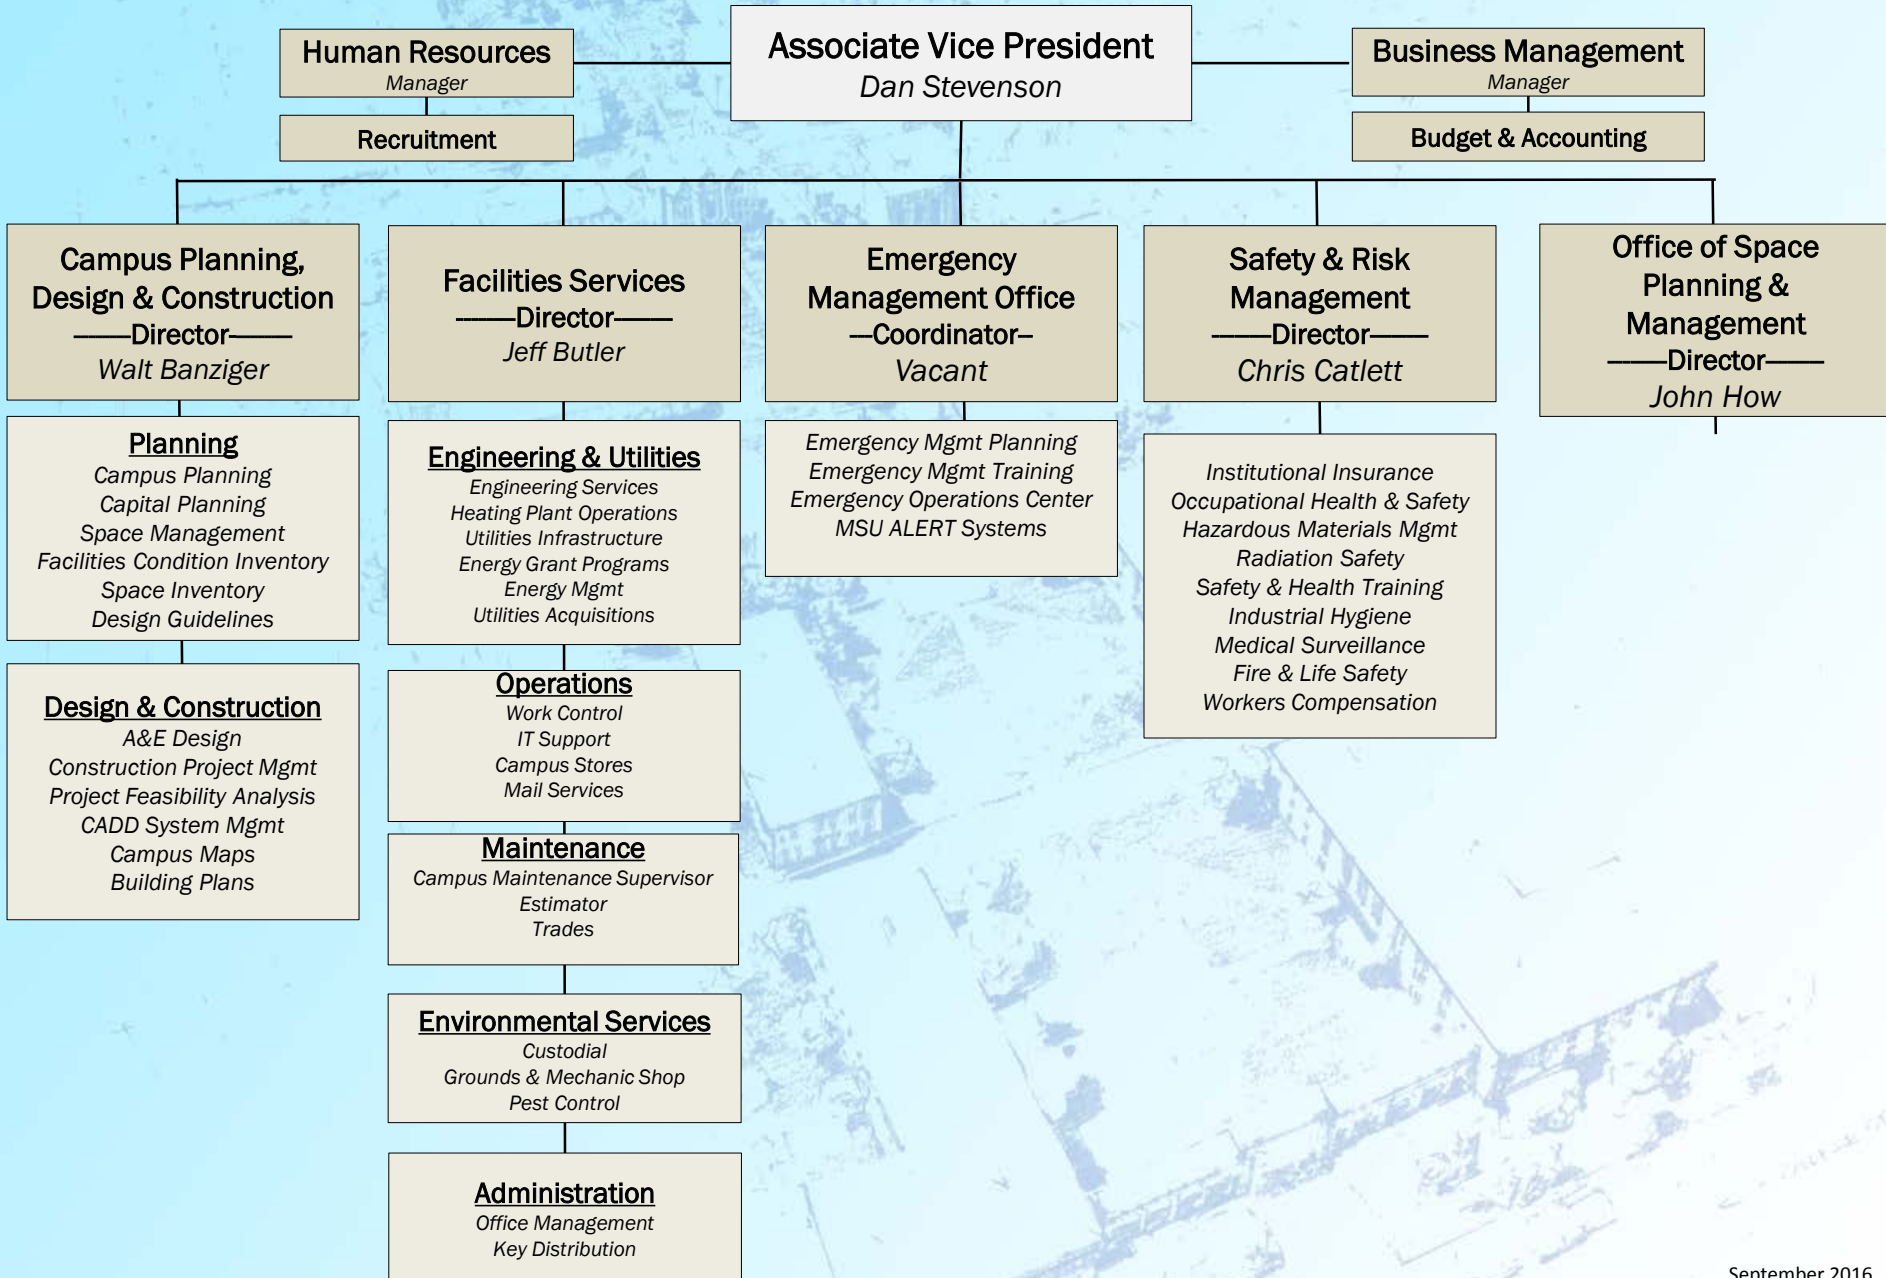 Human Resources
Manager
Recruitment
Associate Vice President
Dan Stevenson
Business Management
Manager
Budget & Accounting
Campus Planning,
Design & Construction
-------Director-------
Walt Banziger
Planning
Campus Planning
Capital Planning
Space Management
Facilities Condition Inventory
Space Inventory
Design Guidelines
Design & Construction
A&E Design
Construction Project Mgmt
Project Feasibility Analysis
CADD System Mgmt
Campus Maps
Building Plans
Facilities Services
-------Director-------
Jeff Butler
Engineering & Utilities
Engineering Services
Heating Plant Operations
Utilities Infrastructure
Energy Grant Programs
Energy Mgmt
Utilities Acquisitions
Operations
Work Control
IT Support
Campus Stores
Mail Services
Maintenance
Campus Maintenance Supervisor
Estimator
Trades
Environmental Services
Custodial
Grounds & Mechanic Shop
Pest Control
Administration
Office Management
Key Distribution
Emergency
Management Office
---Coordinator--
Vacant
Emergency Mgmt Planning
Emergency Mgmt Training
Emergency Operations Center
MSU ALERT Systems
Safety & Risk
Management
-------Director-------
Chris Catlett
Institutional Insurance
Occupational Health & Safety
Hazardous Materials Mgmt
Radiation Safety
Safety & Health Training
Industrial Hygiene
Medical Surveillance
Fire & Life Safety
Workers Compensation
Office of Space
Planning &
Management
-------Director-------
John How
September 2016